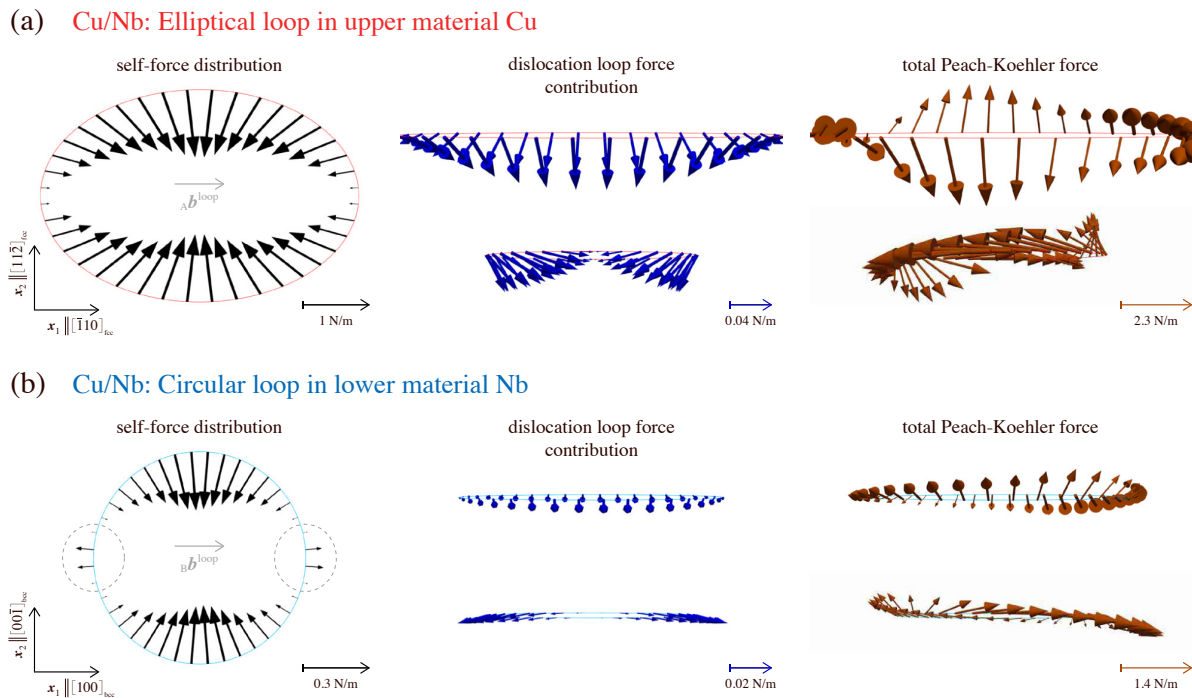 (a) Cu/Nb: Elliptical loop in upper material Cu
self-force distribution
dislocation loop force
contribution
total Peach-Koehler force
A𝒃^loop
x₂ ∥ [112̄]fcc
x₁ ∥ [1̄10]fcc
1 N/m
0.04 N/m
2.3 N/m
(b) Cu/Nb: Circular loop in lower material Nb
self-force distribution
dislocation loop force
contribution
total Peach-Koehler force
B𝒃^loop
x₂ ∥ [001̄]bcc
x₁ ∥ [100]bcc
0.3 N/m
0.02 N/m
1.4 N/m